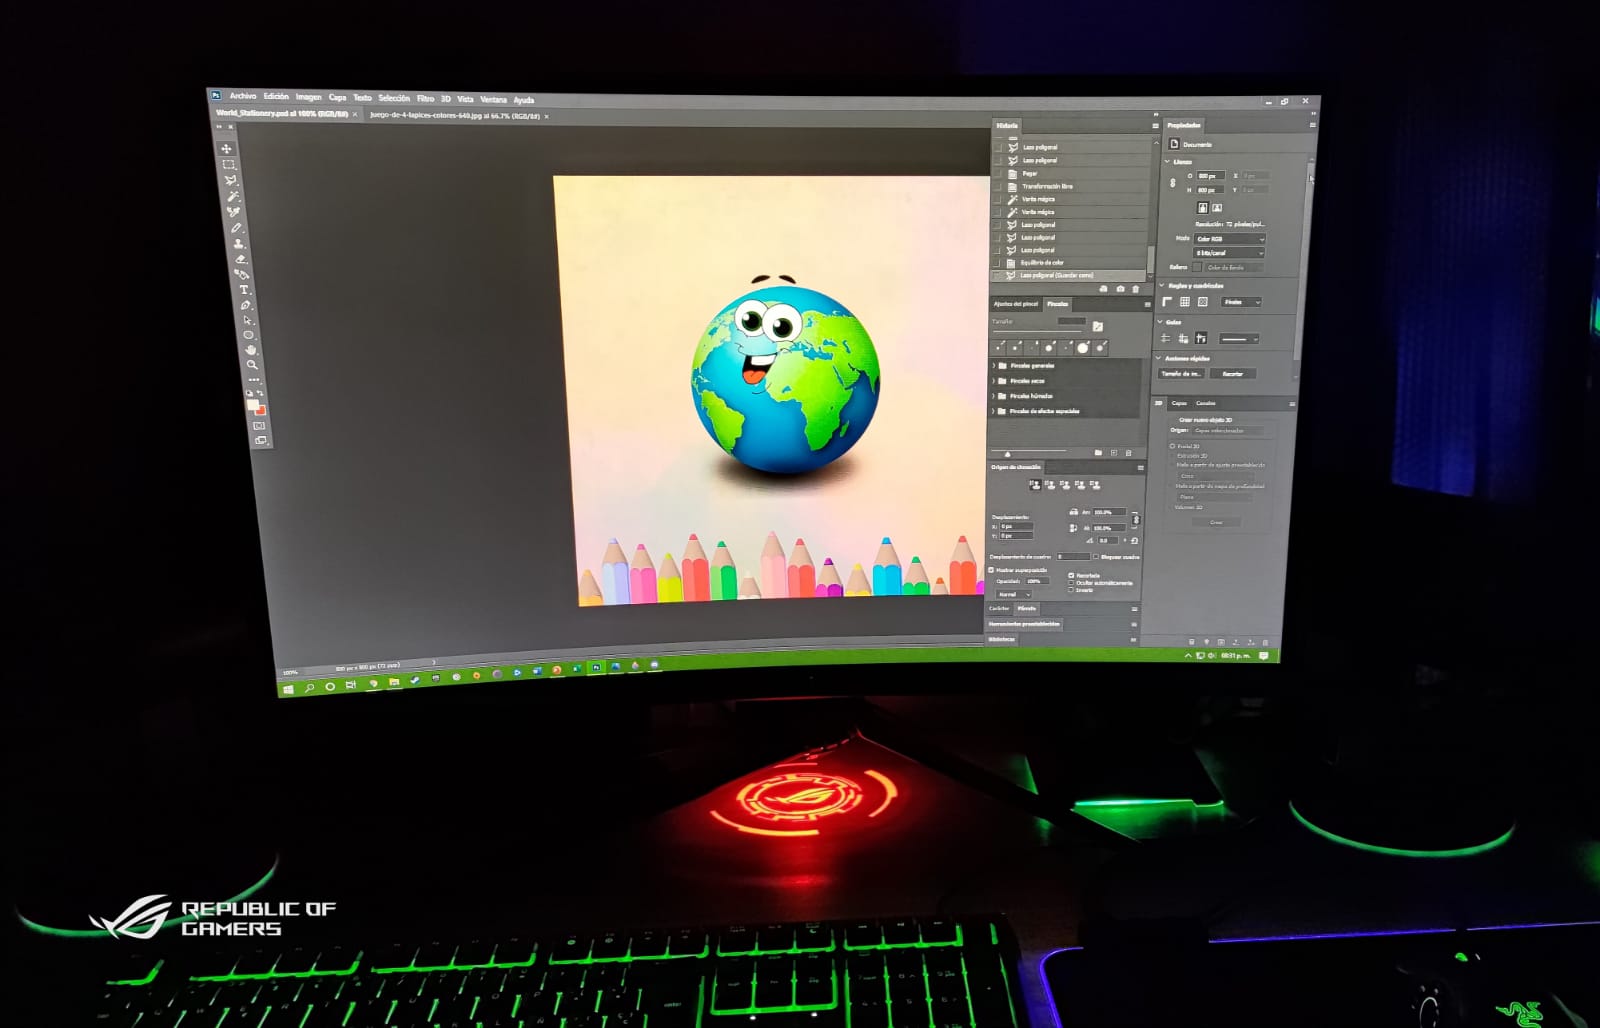 Ps Archivo Edición Imagen Capa Texto Selección Filtro 3D Vista Ventana Ayuda
World_Stationery.psd al 100% (RGB/8#) × Juego-de-4-lapices-colores-640.jpg al 66.7% (RGB/8#) ×
Historia
Lazo poligonal
Lazo poligonal
Pegar
Transformación libre
Varita mágica
Varita mágica
Lazo poligonal
Lazo poligonal
Lazo poligonal
Equilibrio de color
Lazo poligonal (Guardar como)
Ajustes del pincel Pinceles
Tamaño:
Pinceles generales
Pinceles secos
Pinceles húmedos
Pinceles de efectos especiales
Origen de clonación
Desplazamiento:
X: 0 px
Y: 0 px
An: 100.0%
Al: 100.0%
0.0
Desplazamiento de cuadro: 0 Bloquear cuadro
Mostrar superposición
Opacidad: 100%
Normal
Recortada
Ocultar automáticamente
Invertir
Carácter Párrafo
Herramientas preestablecidas
Bibliotecas
Propiedades
Documento
Lienzo
800 px X 0 px
H 800 px Y 0 px
Resolución: 72 píxeles/pul...
Modo Color RGB
8 bits/canal
Relleno Color de fondo
Reglas y cuadrículas
Píxeles
Guías
Acciones rápidas
Tamaño de im... Recortar
3D Capas Canales
Crear nuevo objeto 3D
Origen: Capas seleccionadas
Postal 3D
Extrusión 3D
Malla a partir de ajuste preestablecido
Cono
Malla a partir de mapa de profundidad
Plano
Volumen 3D
Crear
100% 800 px x 800 px (72 ppp)
08:31 p. m.
REPUBLIC OF
GAMERS